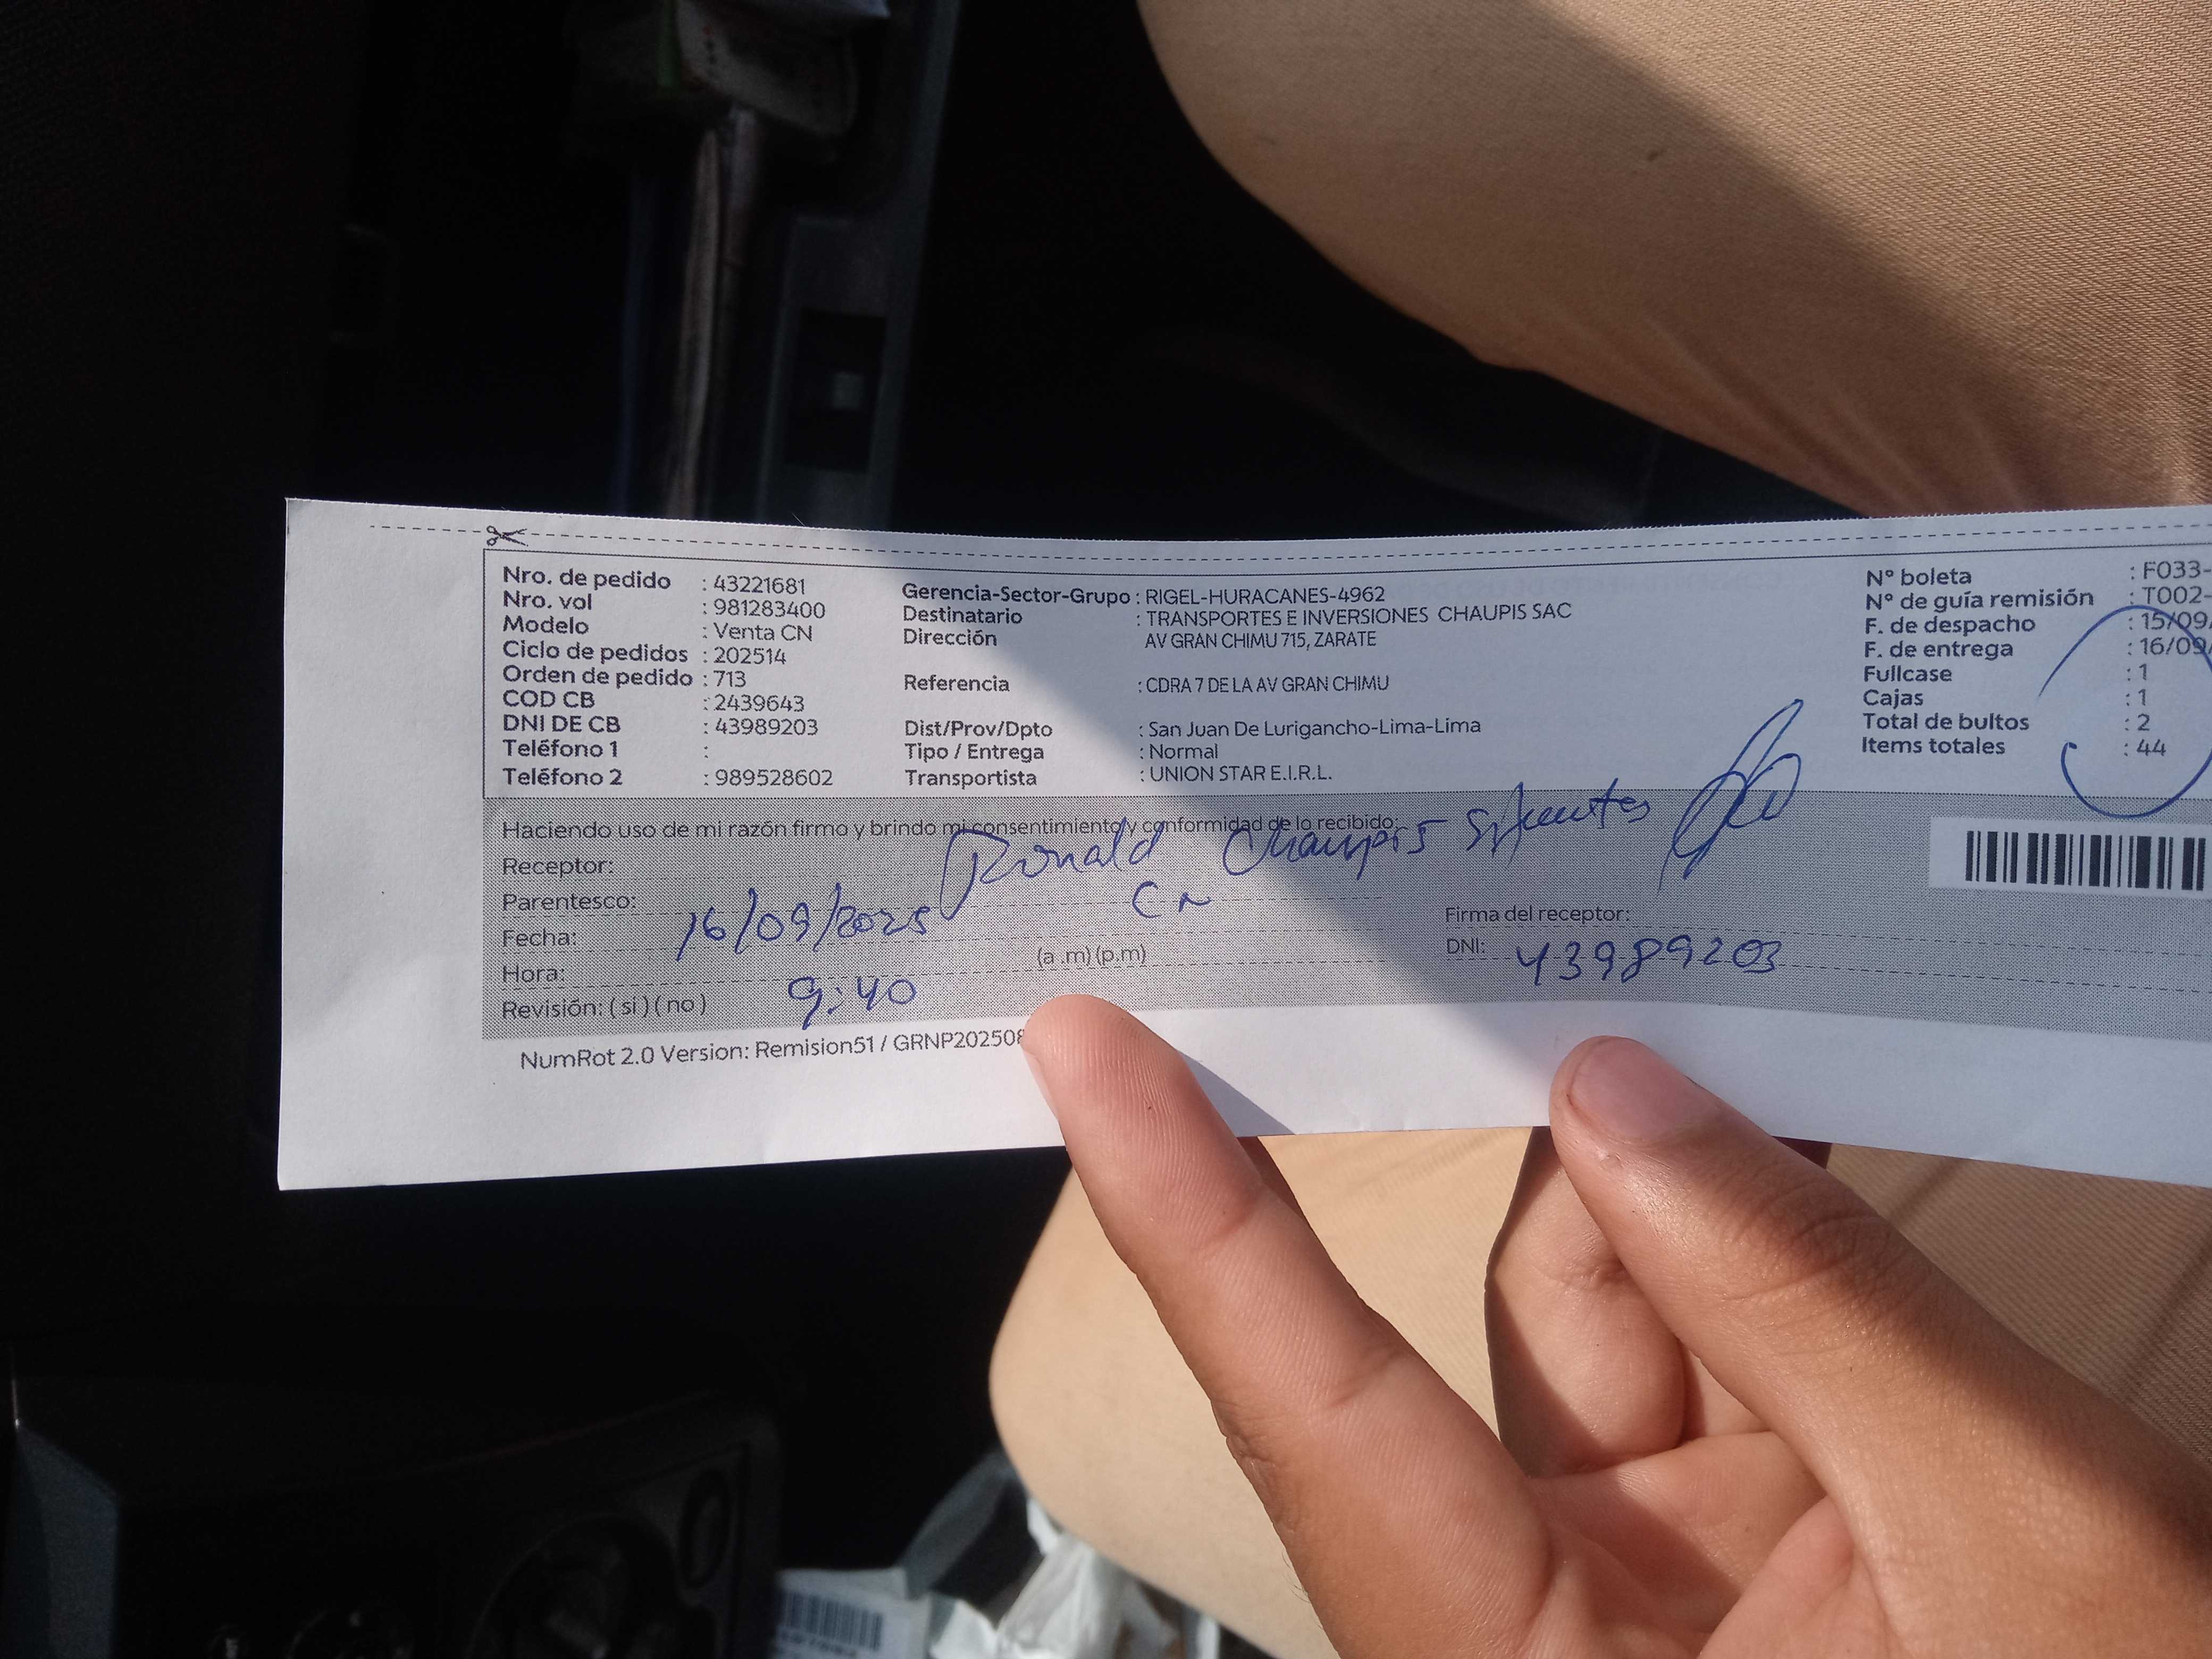 Nro. de pedido : 43221681
Nro. vol : 981283400
Modelo : Venta CN
Ciclo de pedidos : 202514
Orden de pedido : 713
COD CB : 2439643
DNI DE CB : 43989203
Teléfono 1 :
Teléfono 2 : 989528602
Gerencia-Sector-Grupo : RIGEL-HURACANES-4962
Destinatario : TRANSPORTES E INVERSIONES CHAUPIS SAC
Dirección AV GRAN CHIMU 715, ZARATE
Referencia : CDRA 7 DE LA AV GRAN CHIMU
Dist/Prov/Dpto : San Juan De Lurigancho-Lima-Lima
Tipo / Entrega : Normal
Transportista : UNION STAR E.I.R.L.
N° boleta : F033-
N° de guía remisión : T002-
F. de despacho : 15/09
F. de entrega : 16/09
Fullcase : 1
Cajas : 1
Total de bultos : 2
Items totales : 44
Haciendo uso de mi razón firmo y brindo mi consentimiento y conformidad de lo recibido:
Receptor: Ronald Chaupis
Parentesco: CN
Fecha: 16/09/2025
Hora: 9:40 (a .m) (p.m)
Revisión: ( si ) ( no )
Firma del receptor:
DNI: 43989203
NumRot 2.0 Version: Remision51 / GRNP202508